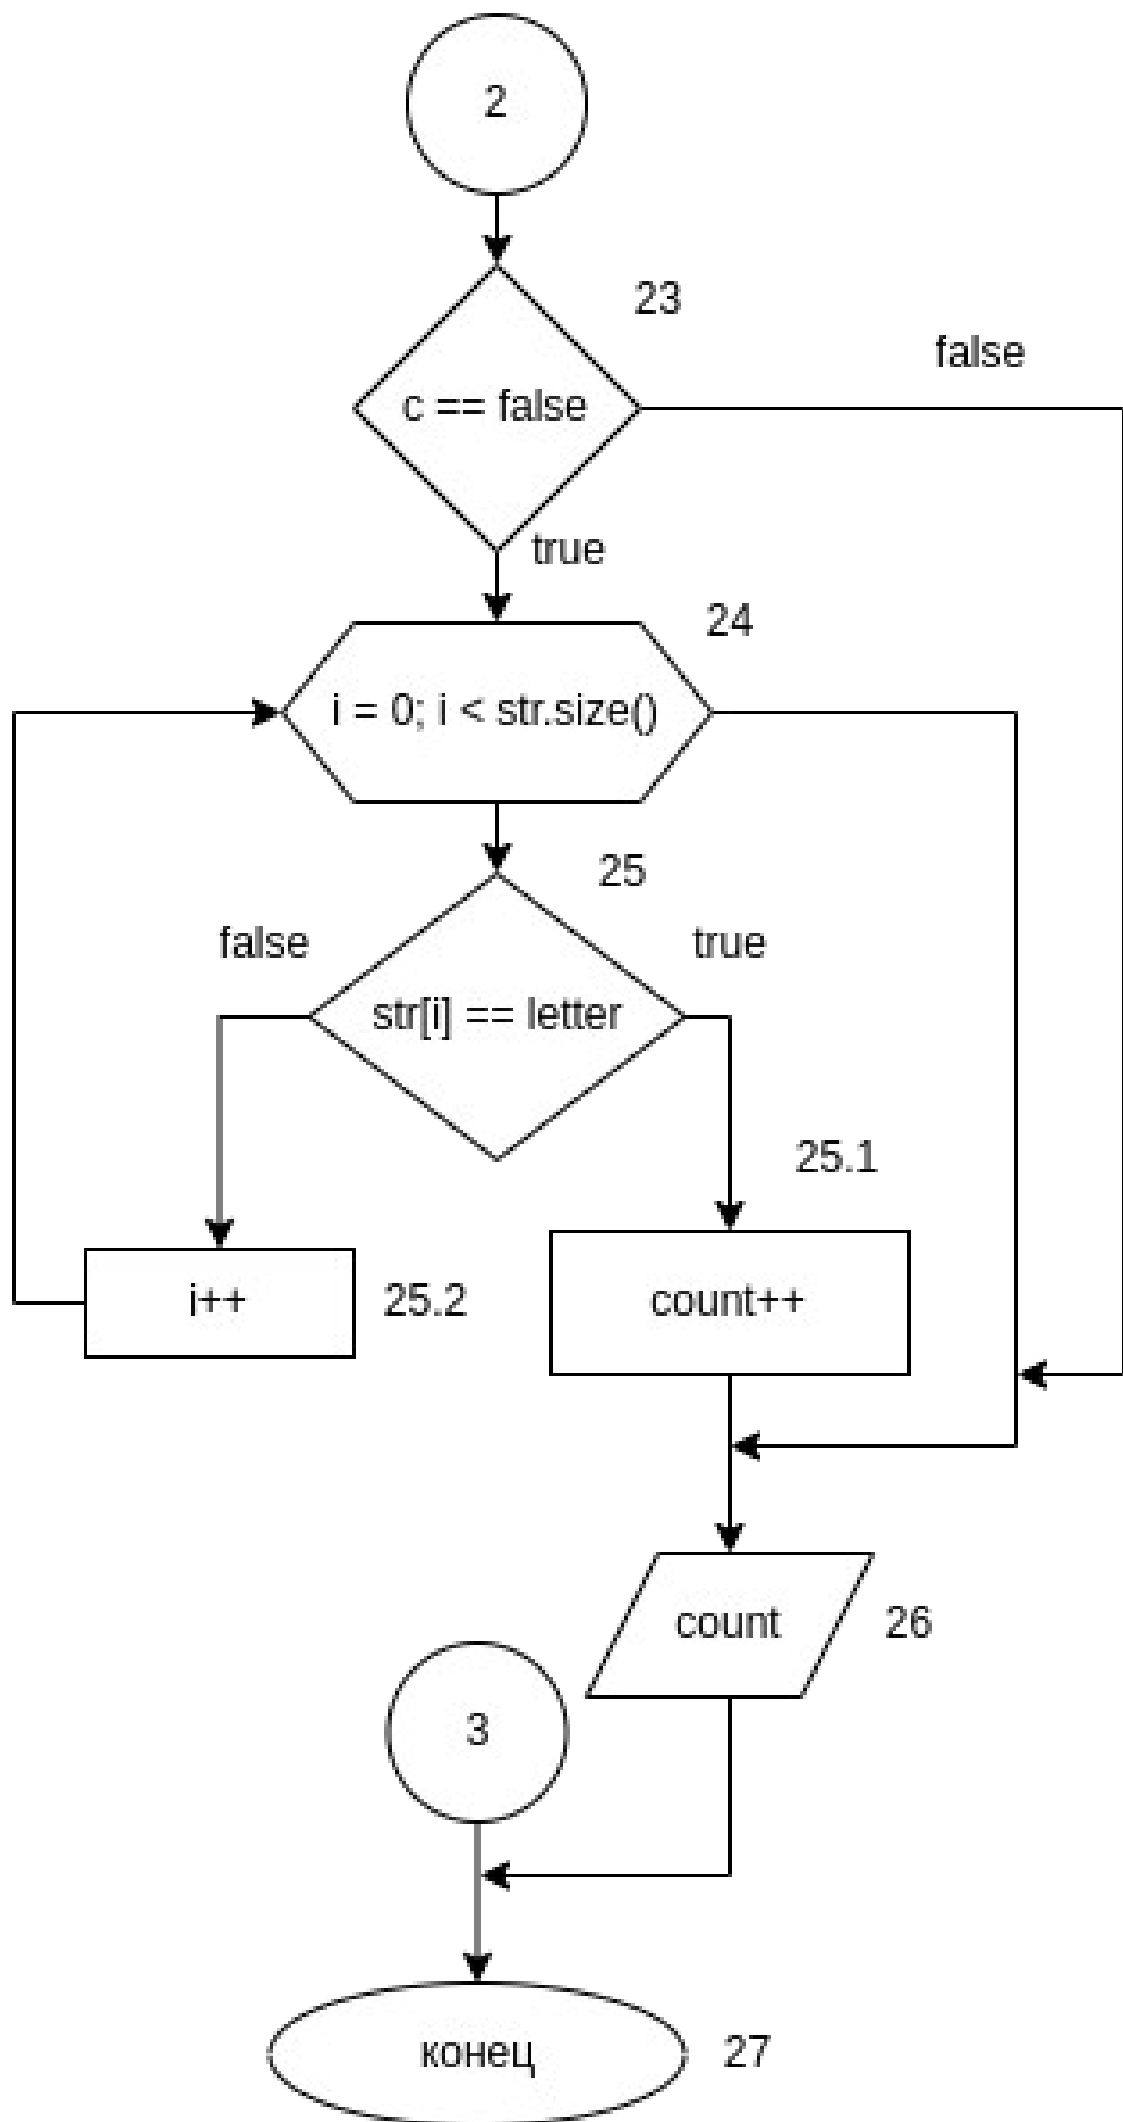 2
23
false
c == false
true
24
i = 0; i < str.size()
25
false
true
str[i] == letter
25.1
i++
25.2
count++
count
26
3
конец
27